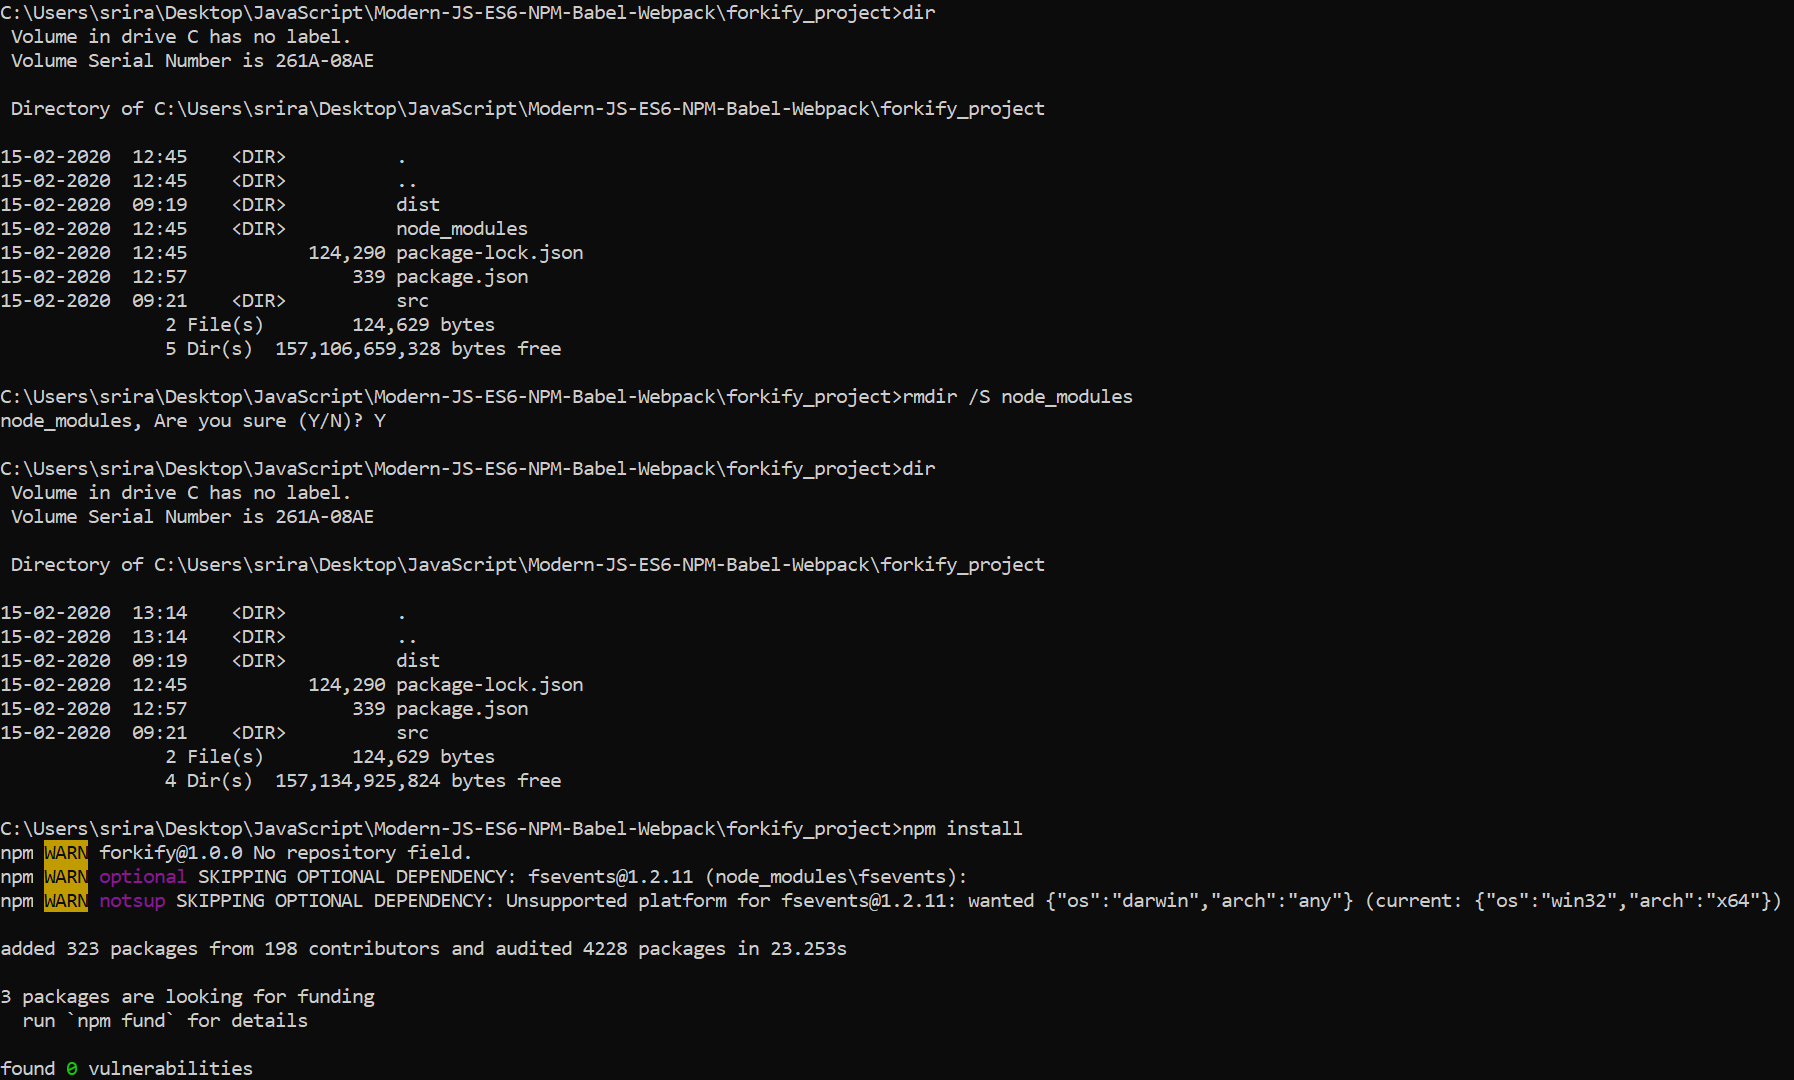 C:\Users\srira\Desktop\JavaScript\Modern-JS-ES6-NPM-Babel-Webpack\forkify_project>dir
 Volume in drive C has no label.
 Volume Serial Number is 261A-08AE

 Directory of C:\Users\srira\Desktop\JavaScript\Modern-JS-ES6-NPM-Babel-Webpack\forkify_project

15-02-2020  12:45    <DIR>          .
15-02-2020  12:45    <DIR>          ..
15-02-2020  09:19    <DIR>          dist
15-02-2020  12:45    <DIR>          node_modules
15-02-2020  12:45           124,290 package-lock.json
15-02-2020  12:57               339 package.json
15-02-2020  09:21    <DIR>          src
               2 File(s)        124,629 bytes
               5 Dir(s)  157,106,659,328 bytes free

C:\Users\srira\Desktop\JavaScript\Modern-JS-ES6-NPM-Babel-Webpack\forkify_project>rmdir /S node_modules
node_modules, Are you sure (Y/N)? Y

C:\Users\srira\Desktop\JavaScript\Modern-JS-ES6-NPM-Babel-Webpack\forkify_project>dir
 Volume in drive C has no label.
 Volume Serial Number is 261A-08AE

 Directory of C:\Users\srira\Desktop\JavaScript\Modern-JS-ES6-NPM-Babel-Webpack\forkify_project

15-02-2020  13:14    <DIR>          .
15-02-2020  13:14    <DIR>          ..
15-02-2020  09:19    <DIR>          dist
15-02-2020  12:45           124,290 package-lock.json
15-02-2020  12:57               339 package.json
15-02-2020  09:21    <DIR>          src
               2 File(s)        124,629 bytes
               4 Dir(s)  157,134,925,824 bytes free

C:\Users\srira\Desktop\JavaScript\Modern-JS-ES6-NPM-Babel-Webpack\forkify_project>npm install
npm WARN forkify@1.0.0 No repository field.
npm WARN optional SKIPPING OPTIONAL DEPENDENCY: fsevents@1.2.11 (node_modules\fsevents):
npm WARN notsup SKIPPING OPTIONAL DEPENDENCY: Unsupported platform for fsevents@1.2.11: wanted {"os":"darwin","arch":"any"} (current: {"os":"win32","arch":"x64"})

added 323 packages from 198 contributors and audited 4228 packages in 23.253s

3 packages are looking for funding
  run `npm fund` for details

found 0 vulnerabilities